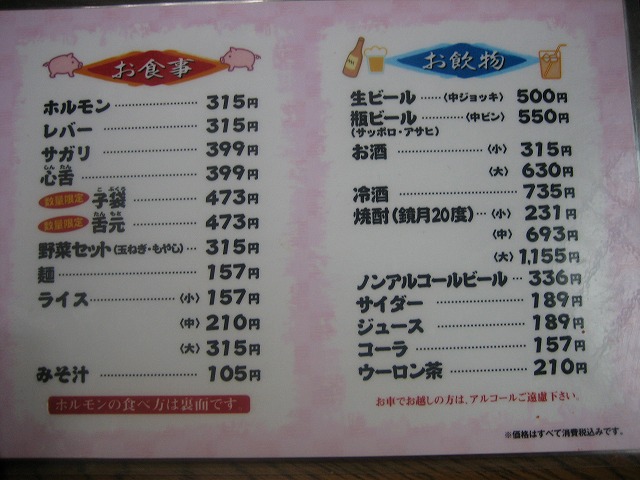 お食事
ホルモン……………… 315円
レバー ……………… 315円
サガリ ……………… 399円
心舌 ……………… 399円
数量限定 子袋 ………… 473円
数量限定 舌元 ………… 473円
野菜セット(玉ねぎ・もやし)… 315円
麺 …………………… 157円
ライス……………〈小〉157円
〈中〉210円
〈大〉315円
みそ汁 ……………… 105円
ホルモンの食べ方は裏面です
お飲物
生ビール ……〈中ジョッキ〉 500円
瓶ビール ………〈中ビン〉 550円
(サッポロ・アサヒ)
お酒 ………………〈小〉 315円
〈大〉 630円
冷酒 ………………… 735円
焼酎(鏡月20度)…〈小〉 231円
〈中〉 693円
〈大〉1,155円
ノンアルコールビール… 336円
サイダー ……………… 189円
ジュース ……………… 189円
コーラ ……………… 157円
ウーロン茶 …………… 210円
お車でお越しの方は、アルコールご遠慮下さい。
※価格はすべて消費税込みです。